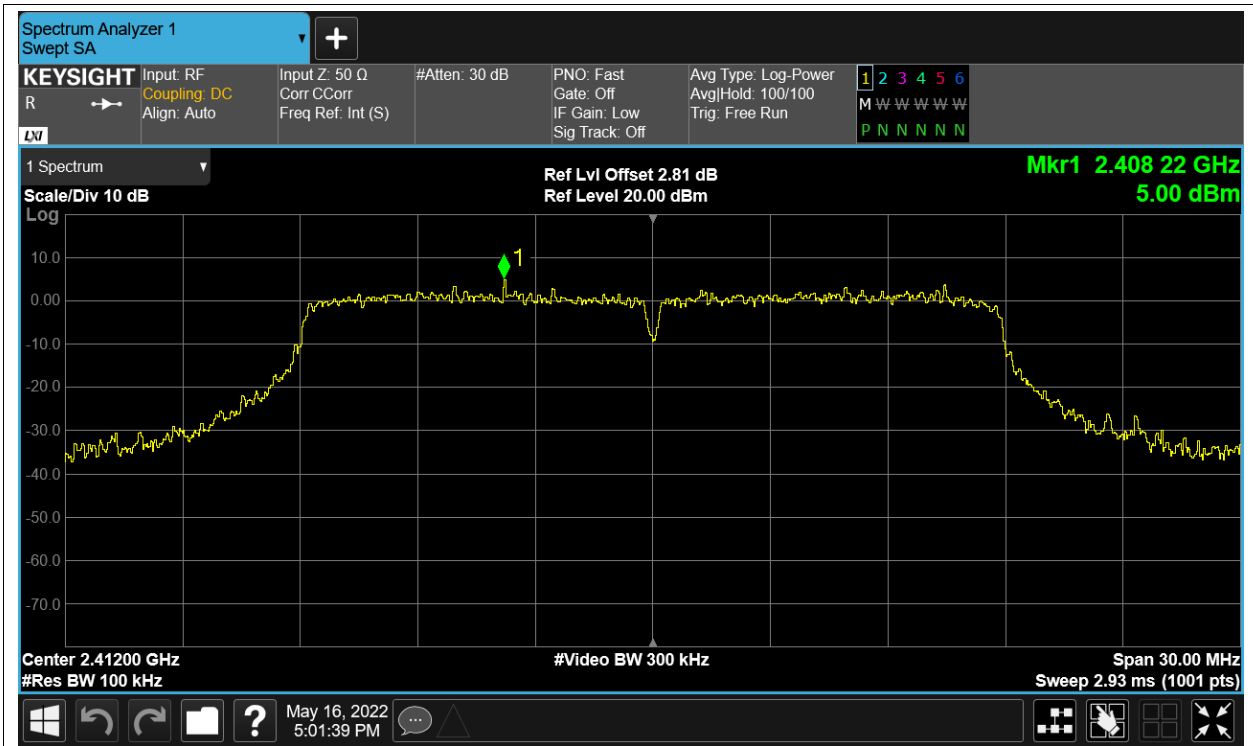 Spectrum Analyzer 1
Swept SA
KEYSIGHT
R
LXI
Input: RF
Coupling: DC
Align: Auto
Input Z: 50 Ω
Corr CCorr
Freq Ref: Int (S)
#Atten: 30 dB
PNO: Fast
Gate: Off
IF Gain: Low
Sig Track: Off
Avg Type: Log-Power
Avg|Hold: 100/100
Trig: Free Run
1 2 3 4 5 6
M W W W W W
P N N N N N
1 Spectrum
Scale/Div 10 dB
Ref Lvl Offset 2.81 dB
Ref Level 20.00 dBm
Mkr1 2.408 22 GHz
5.00 dBm
Log
1
10.0
0.00
-10.0
-20.0
-30.0
-40.0
-50.0
-60.0
-70.0
Center 2.41200 GHz
#Res BW 100 kHz
#Video BW 300 kHz
Span 30.00 MHz
Sweep 2.93 ms (1001 pts)
?
May 16, 2022
5:01:39 PM